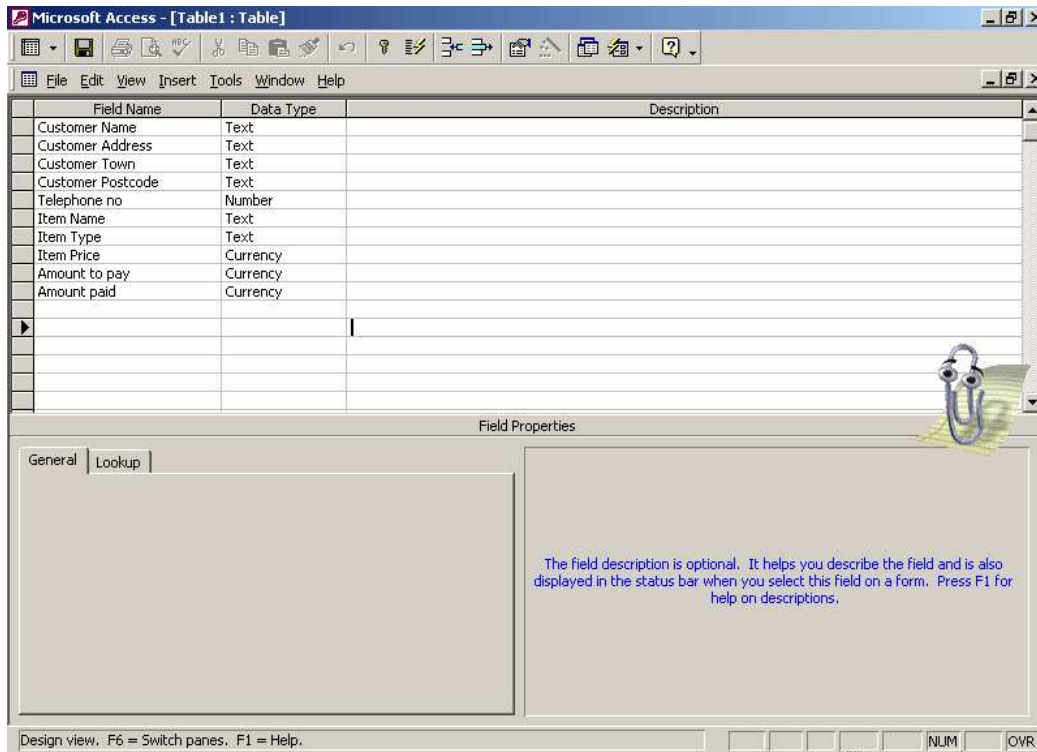 Microsoft Access - [Table1 : Table]
File Edit View Insert Tools Window Help
Field Name Data Type Description
Customer Name Text
Customer Address Text
Customer Town Text
Customer Postcode Text
Telephone no Number
Item Name Text
Item Type Text
Item Price Currency
Amount to pay Currency
Amount paid Currency
Field Properties
General Lookup
The field description is optional. It helps you describe the field and is also
displayed in the status bar when you select this field on a form. Press F1 for
help on descriptions.
Design view. F6 = Switch panes. F1 = Help. NUM OVR